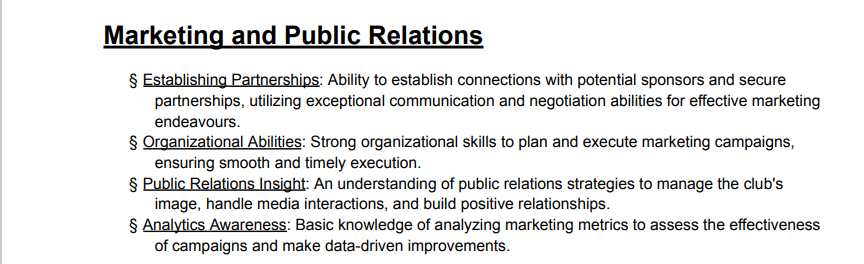 Marketing and Public Relations
§ Establishing Partnerships: Ability to establish connections with potential sponsors and secure
partnerships, utilizing exceptional communication and negotiation abilities for effective marketing
endeavours.
§ Organizational Abilities: Strong organizational skills to plan and execute marketing campaigns,
ensuring smooth and timely execution.
§ Public Relations Insight: An understanding of public relations strategies to manage the club's
image, handle media interactions, and build positive relationships.
§ Analytics Awareness: Basic knowledge of analyzing marketing metrics to assess the effectiveness
of campaigns and make data-driven improvements.